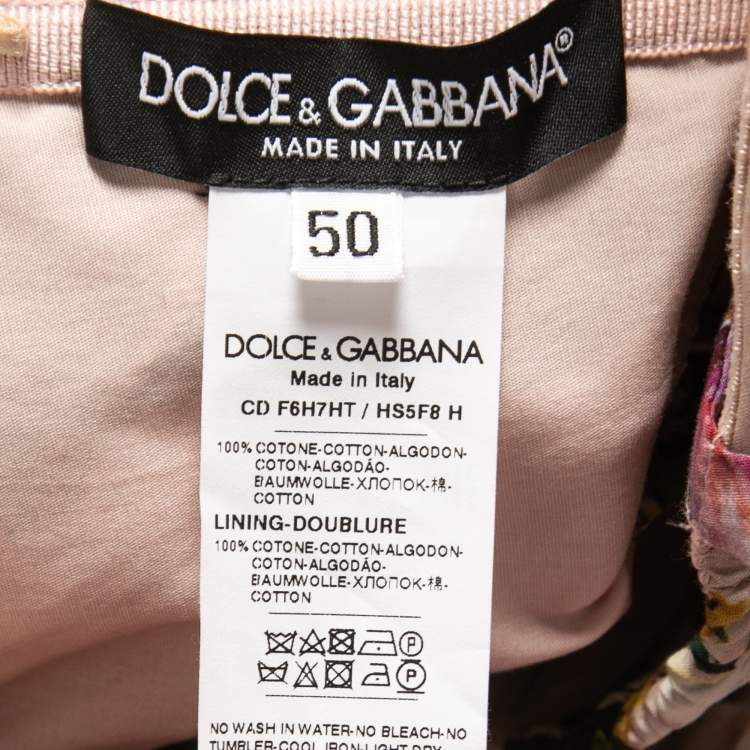 DOLCE & GABBANA®
MADE IN ITALY
50
DOLCE & GABBANA
Made in Italy
CD F6H7HT / HS5F8 H
100% COTONE-COTTON-ALGODON-
COTON-ALGODÃO-
BAUMWOLLE-ХЛОПОК-棉-
COTTON
LINING-DOUBLURE
100% COTONE-COTTON-ALGODON-
COTON-ALGODÃO-
BAUMWOLLE-ХЛОПОК-棉-
COTTON
P
P
NO WASH IN WATER-NO BLEACH-NO
TUMBLER-COOL IRON-LIGHT DRY